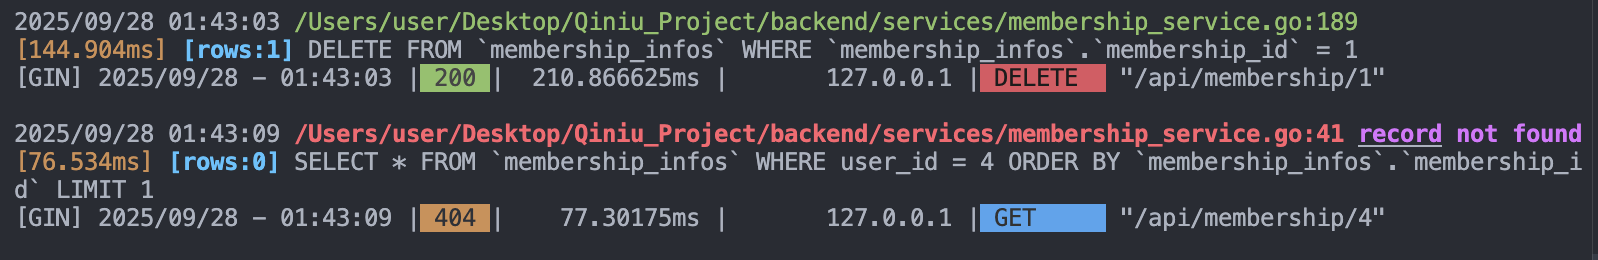 2025/09/28 01:43:03 /Users/user/Desktop/Qiniu_Project/backend/services/membership_service.go:189
[144.904ms] [rows:1] DELETE FROM `membership_infos` WHERE `membership_infos`.`membership_id` = 1
[GIN] 2025/09/28 - 01:43:03 | 200 |  210.866625ms |       127.0.0.1 | DELETE   "/api/membership/1"
2025/09/28 01:43:09 /Users/user/Desktop/Qiniu_Project/backend/services/membership_service.go:41 record not found
[76.534ms] [rows:0] SELECT * FROM `membership_infos` WHERE user_id = 4 ORDER BY `membership_infos`.`membership_i
d` LIMIT 1
[GIN] 2025/09/28 - 01:43:09 | 404 |    77.30175ms |       127.0.0.1 | GET      "/api/membership/4"